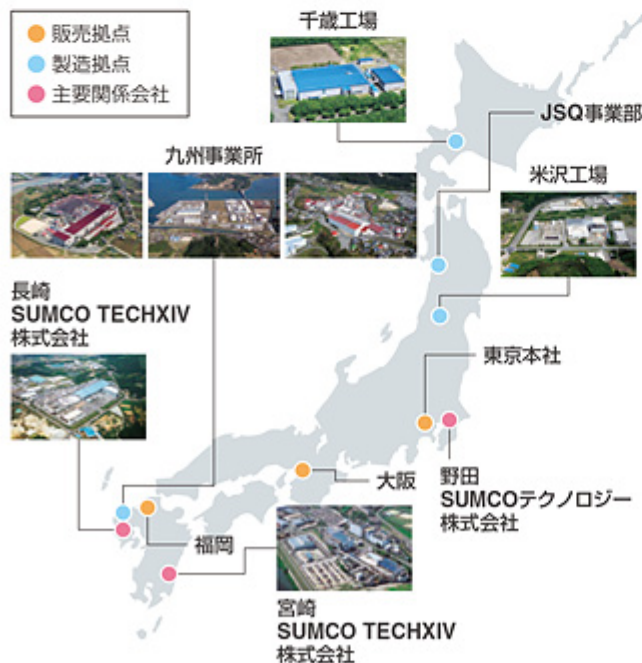 販売拠点
製造拠点
主要関係会社
千歳工場
JSQ事業部
九州事業所
米沢工場
長崎
SUMCO TECHXIV
株式会社
東京本社
大阪
野田
SUMCOテクノロジー
株式会社
福岡
宮崎
SUMCO TECHXIV
株式会社